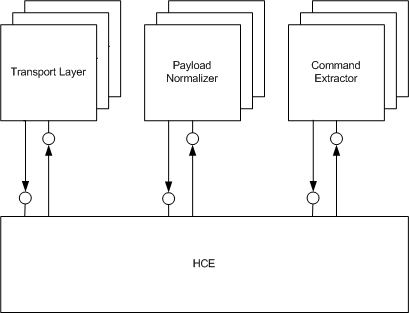 Transport Layer
Payload
Normalizer
Command
Extractor
HCE